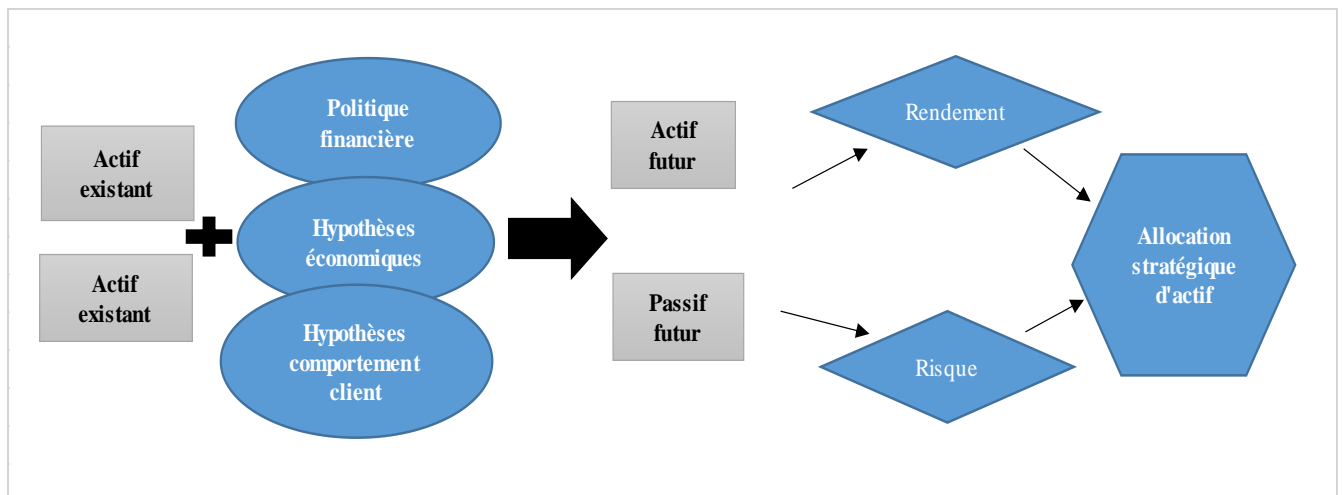 Actif
existant
Actif
existant
Politique
financière
Hypothèses
économiques
Hypothèses
comportement
client
Actif
futur
Passif
futur
Rendement
Risque
Allocation
stratégique
d'actif